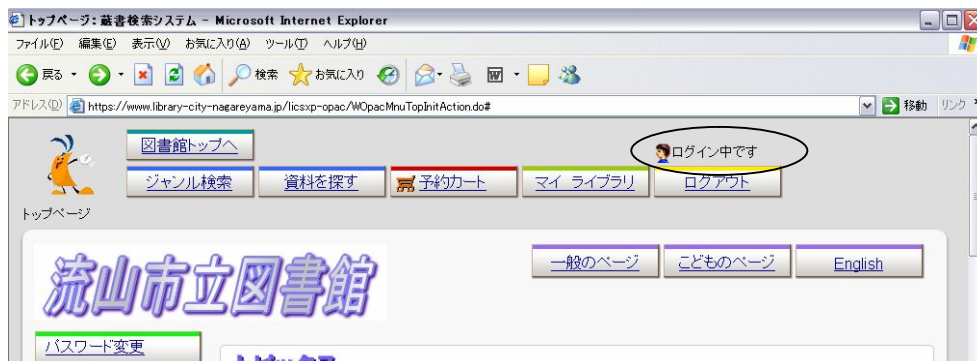 トップページ：蔵書検索システム - Microsoft Internet Explorer
ファイル(F) 編集(E) 表示(V) お気に入り(A) ツール(T) ヘルプ(H)
戻る 検索 お気に入り
アドレス(D) https://www.library-city-nagareyama.jp/licsxp-opac/WOpacMnuTopInitAction.do# 移動 リンク
図書館トップへ ログイン中です
ジャンル検索 資料を探す 予約カート マイ ライブラリ ログアウト
トップページ
流山市立図書館 一般のページ こどものページ English
パスワード変更
トピックス